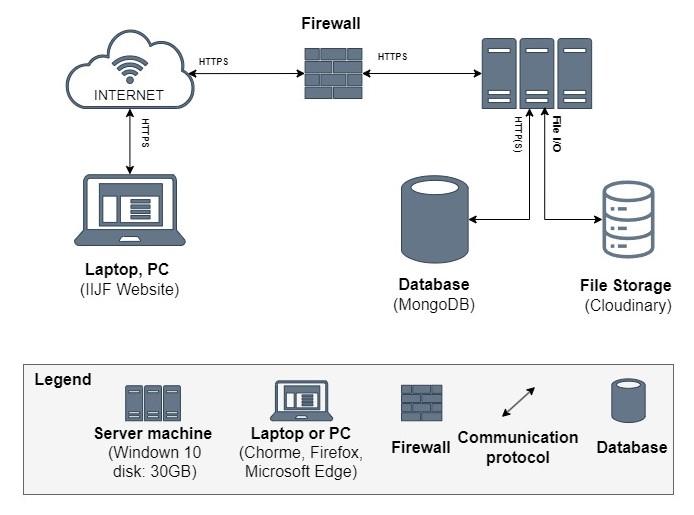 Firewall
HTTPS
HTTPS
INTERNET
HTTPS
HTTP(S)
File I/O
Laptop, PC
(IIJF Website)
Database
(MongoDB)
File Storage
(Cloudinary)
Legend
Server machine
(Windown 10
disk: 30GB)
Laptop or PC
(Chorme, Firefox,
Microsoft Edge)
Firewall
Communication
protocol
Database